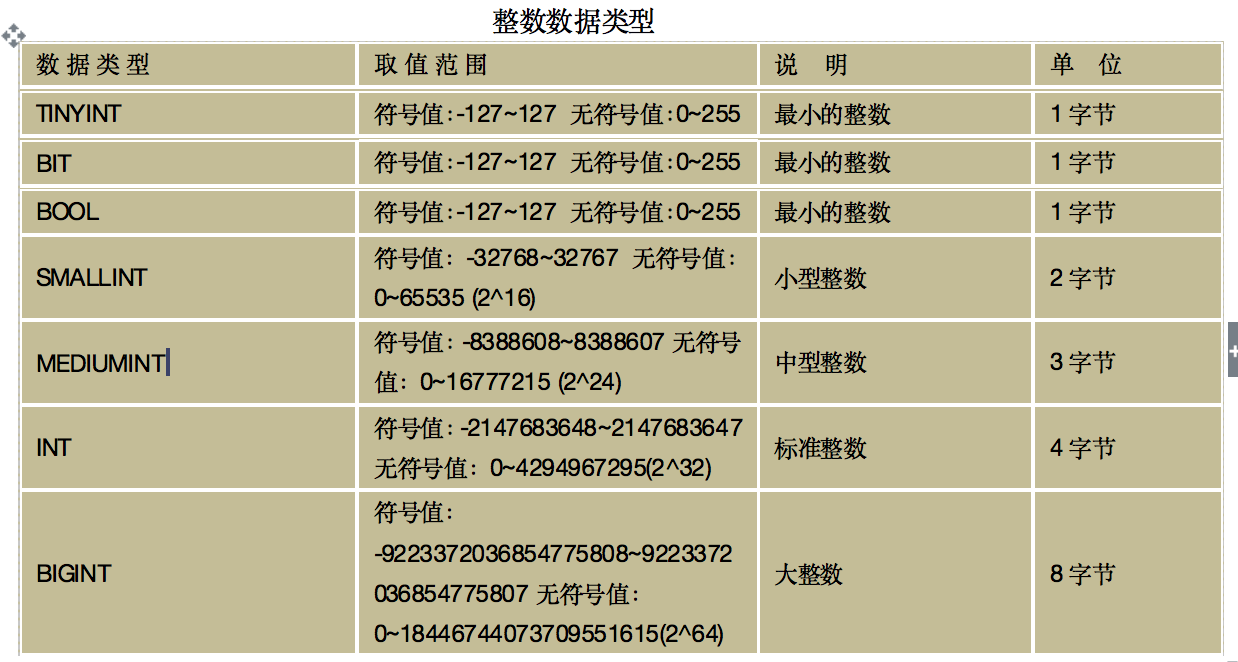 整数数据类型
数据类型 取值范围 说 明 单 位
TINYINT 符号值:-127~127 无符号值:0~255 最小的整数 1 字节
BIT 符号值:-127~127 无符号值:0~255 最小的整数 1 字节
BOOL 符号值:-127~127 无符号值:0~255 最小的整数 1 字节
SMALLINT 符号值：-32768~32767 无符号值：
0~65535 (2^16) 小型整数 2 字节
MEDIUMINT 符号值：-8388608~8388607 无符号
值：0~16777215 (2^24) 中型整数 3 字节
INT 符号值：-2147683648~2147683647
无符号值：0~4294967295(2^32) 标准整数 4 字节
BIGINT 符号值：
-9223372036854775808~9223372
036854775807 无符号值：
0~18446744073709551615(2^64) 大整数 8 字节